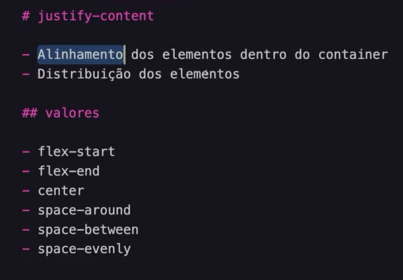 # justify-content
- Alinhamento dos elementos dentro do container
- Distribuição dos elementos
## valores
- flex-start
- flex-end
- center
- space-around
- space-between
- space-evenly